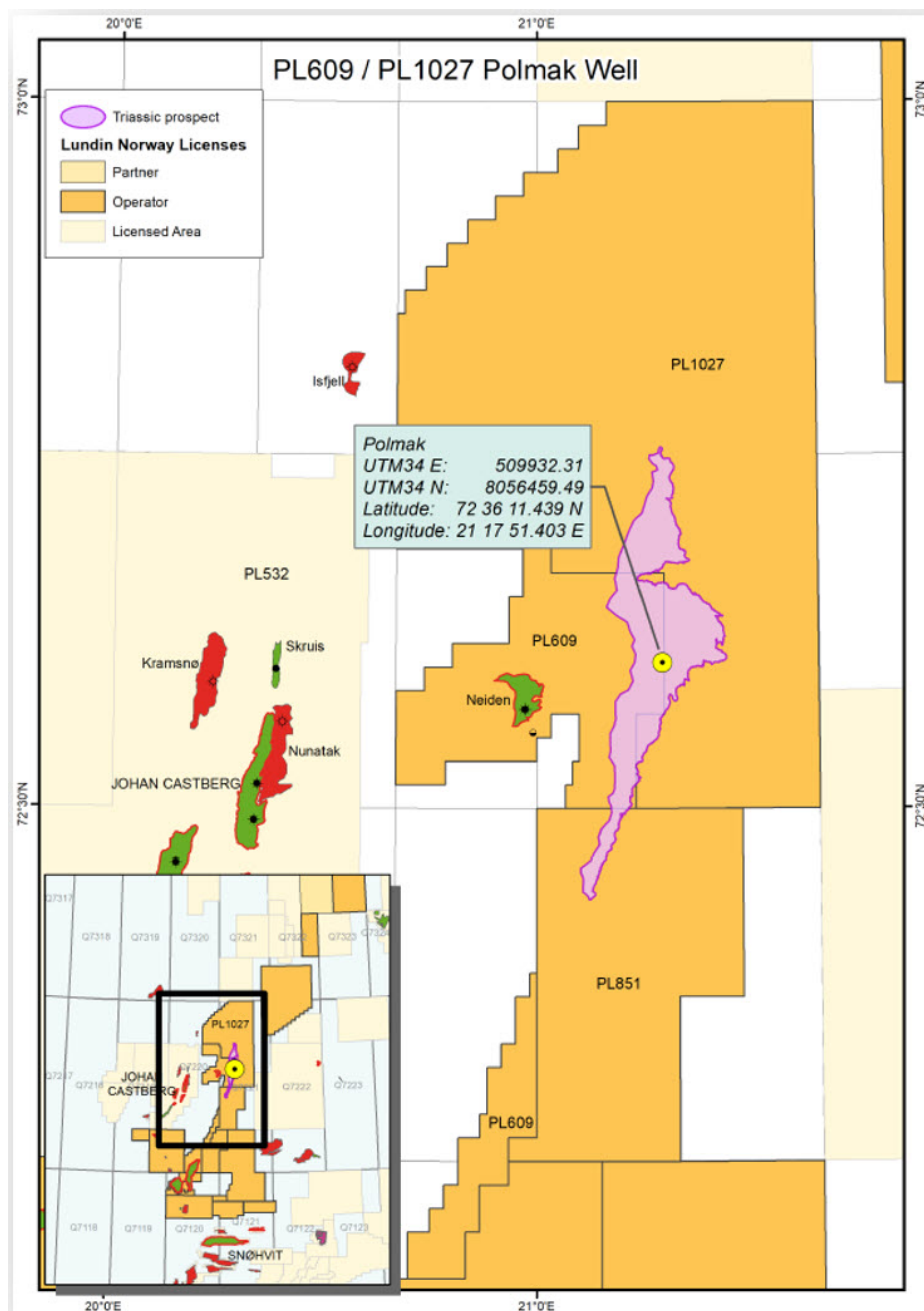 20°0'E
21°0'E
PL609 / PL1027 Polmak Well
73°0'N
73°0'N
Triassic prospect
Lundin Norway Licenses
Partner
Operator
Licensed Area
PL1027
Isfjell
Polmak
UTM34 E: 509932.31
UTM34 N: 8056459.49
Latitude: 72 36 11.439 N
Longitude: 21 17 51.403 E
PL532
Skruis
Kramsnø
PL609
Neiden
Nunatak
JOHAN CASTBERG
72°30'N
72°30'N
Q7317
Q7318
Q7319
Q7320
Q7321
Q7322
Q7323
Q7324
PL1027
Q7220
JOHAN
CASTBERG
Q7222
Q7223
PL851
PL609
Q7118
Q7119
Q7120
Q7121
Q7122
Q7123
SNØHVIT
20°0'E
21°0'E